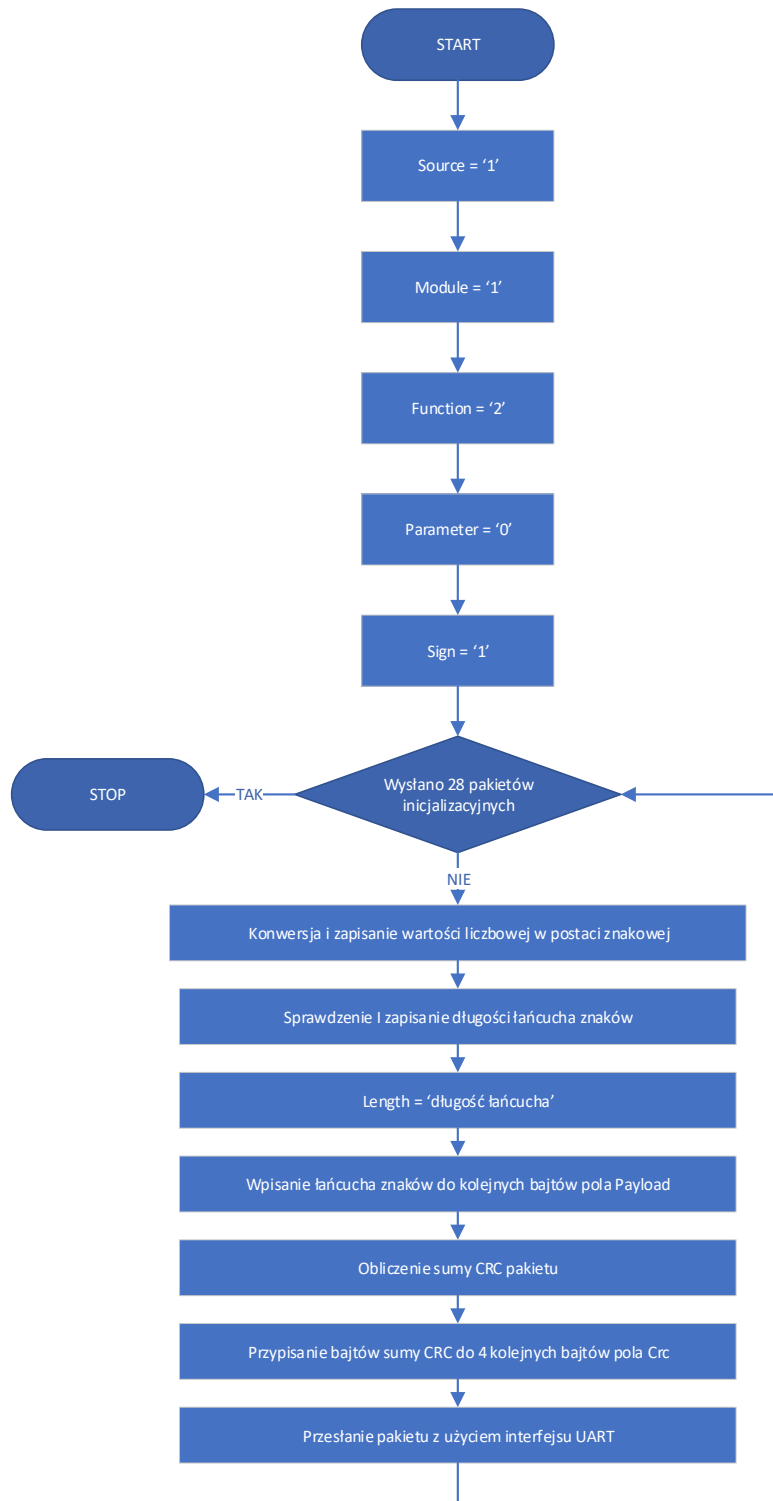 START
Source = ‘1’
Module = ‘1’
Function = ‘2’
Parameter = ‘0’
Sign = ‘1’
Wysłano 28 pakietów
inicjalizacyjnych
TAK
STOP
NIE
Konwersja i zapisanie wartości liczbowej w postaci znakowej
Sprawdzenie I zapisanie długości łańcucha znaków
Length = ‘długość łańcucha’
Wpisanie łańcucha znaków do kolejnych bajtów pola Payload
Obliczenie sumy CRC pakietu
Przypisanie bajtów sumy CRC do 4 kolejnych bajtów pola Crc
Przesłanie pakietu z użyciem interfejsu UART